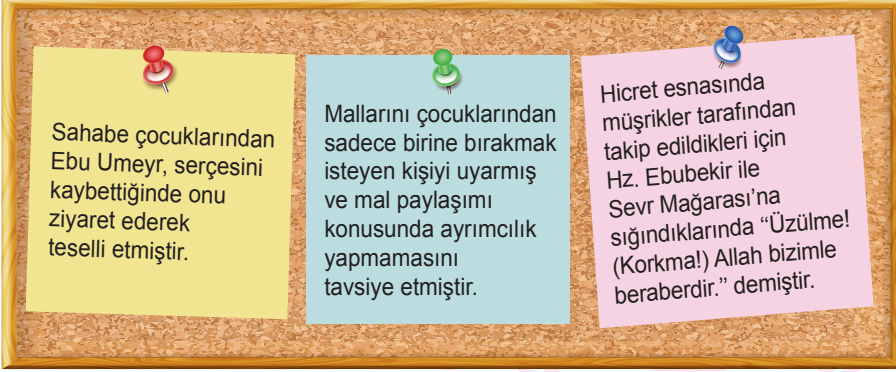 Sahabe çocuklarından
Ebu Umeyr, serçesini
kaybettiğinde onu
ziyaret ederek
teselli etmiştir.
Mallarını çocuklarından
sadece birine bırakmak
isteyen kişiyi uyarmış
ve mal paylaşımı
konusunda ayrımcılık
yapmamasını
tavsiye etmiştir.
Hicret esnasında
müşrikler tarafından
takip edildikleri için
Hz. Ebubekir ile
Sevr Mağarası’na
sığındıklarında “Üzülme!
(Korkma!) Allah bizimle
beraberdir.” demiştir.